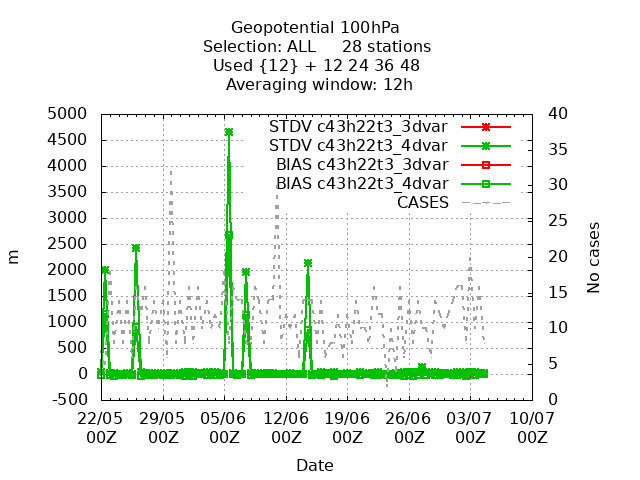 Geopotential 100hPa
Selection: ALL     28 stations
Used {12} + 12 24 36 48
Averaging window: 12h
STDV c43h22t3_3dvar
STDV c43h22t3_4dvar
BIAS c43h22t3_3dvar
BIAS c43h22t3_4dvar
CASES
5000
4500
4000
3500
3000
2500
2000
1500
1000
500
0
-500
m
40
35
30
25
20
15
10
5
0
No cases
22/05 29/05 05/06 12/06 19/06 26/06 03/07 10/07
00Z 00Z 00Z 00Z 00Z 00Z 00Z 00Z
Date